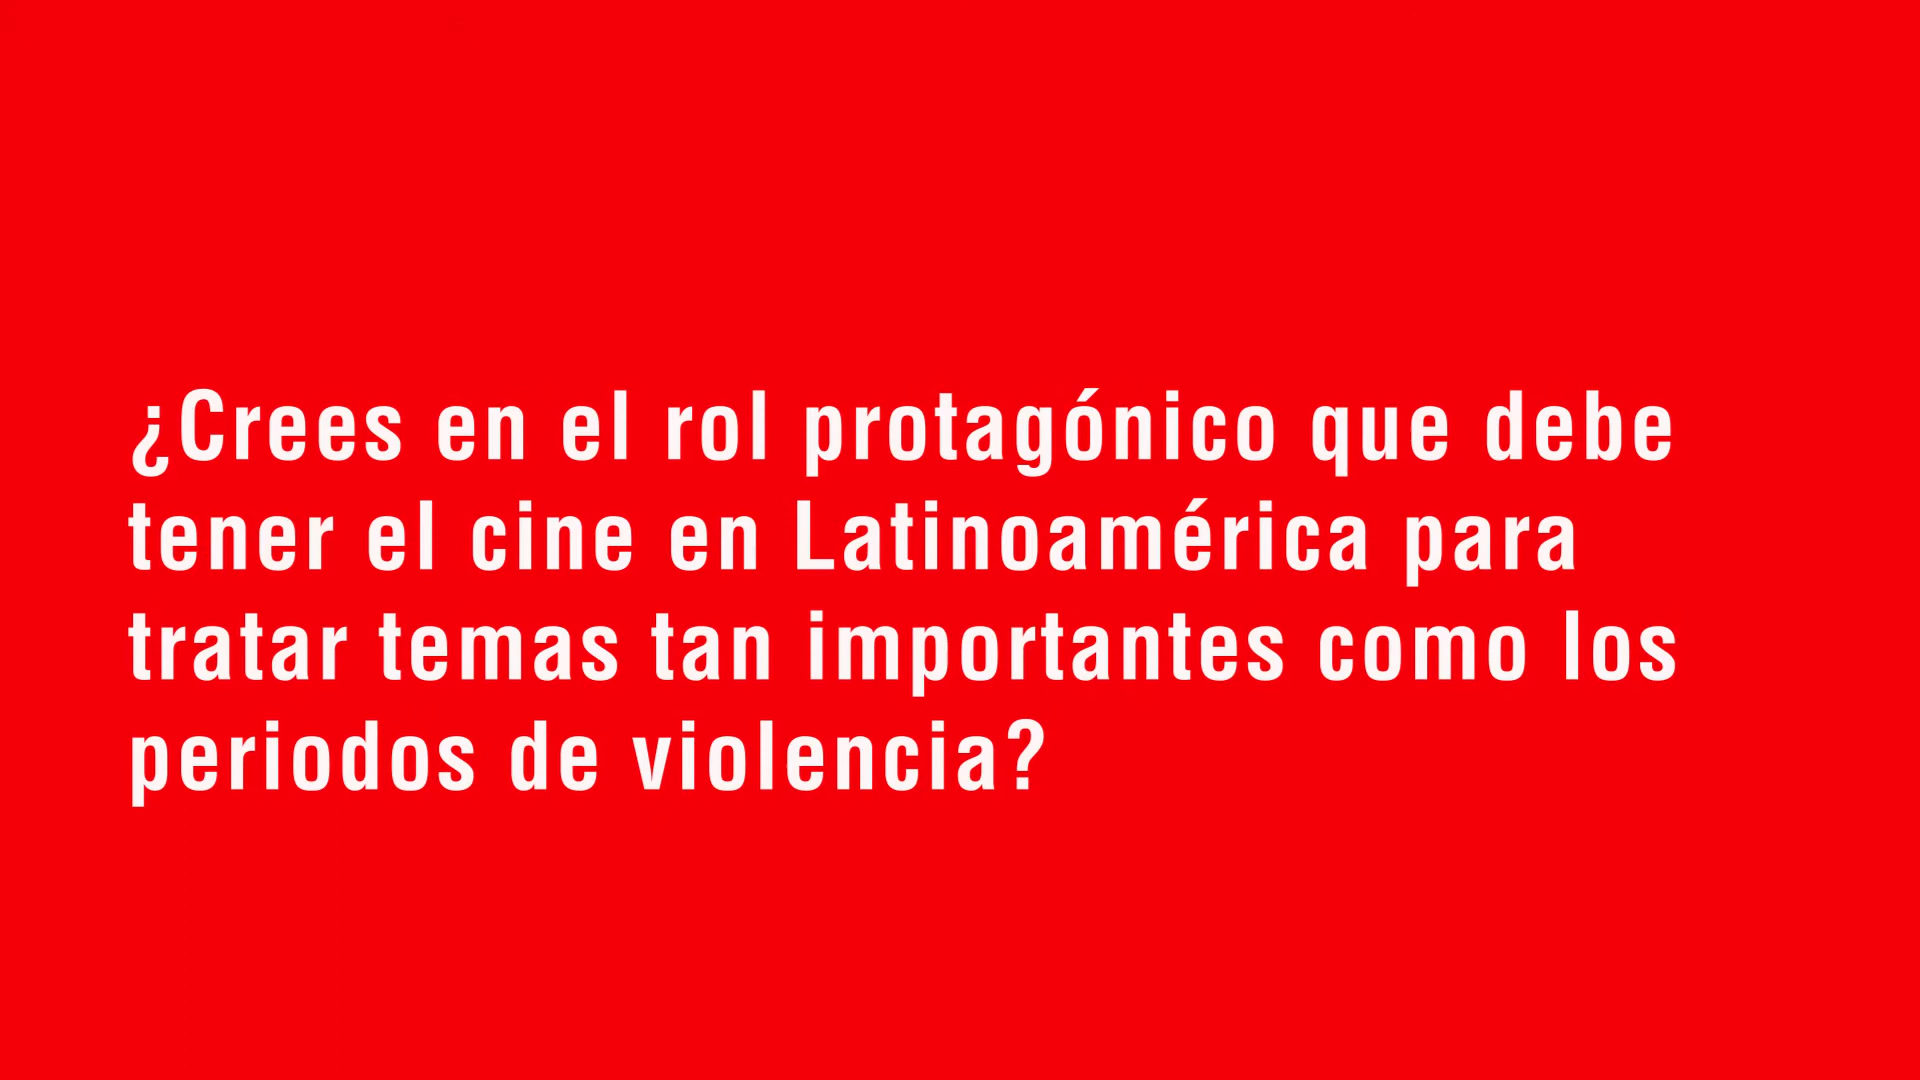 ¿Crees en el rol protagónico que debe
tener el cine en Latinoamérica para
tratar temas tan importantes como los
periodos de violencia?